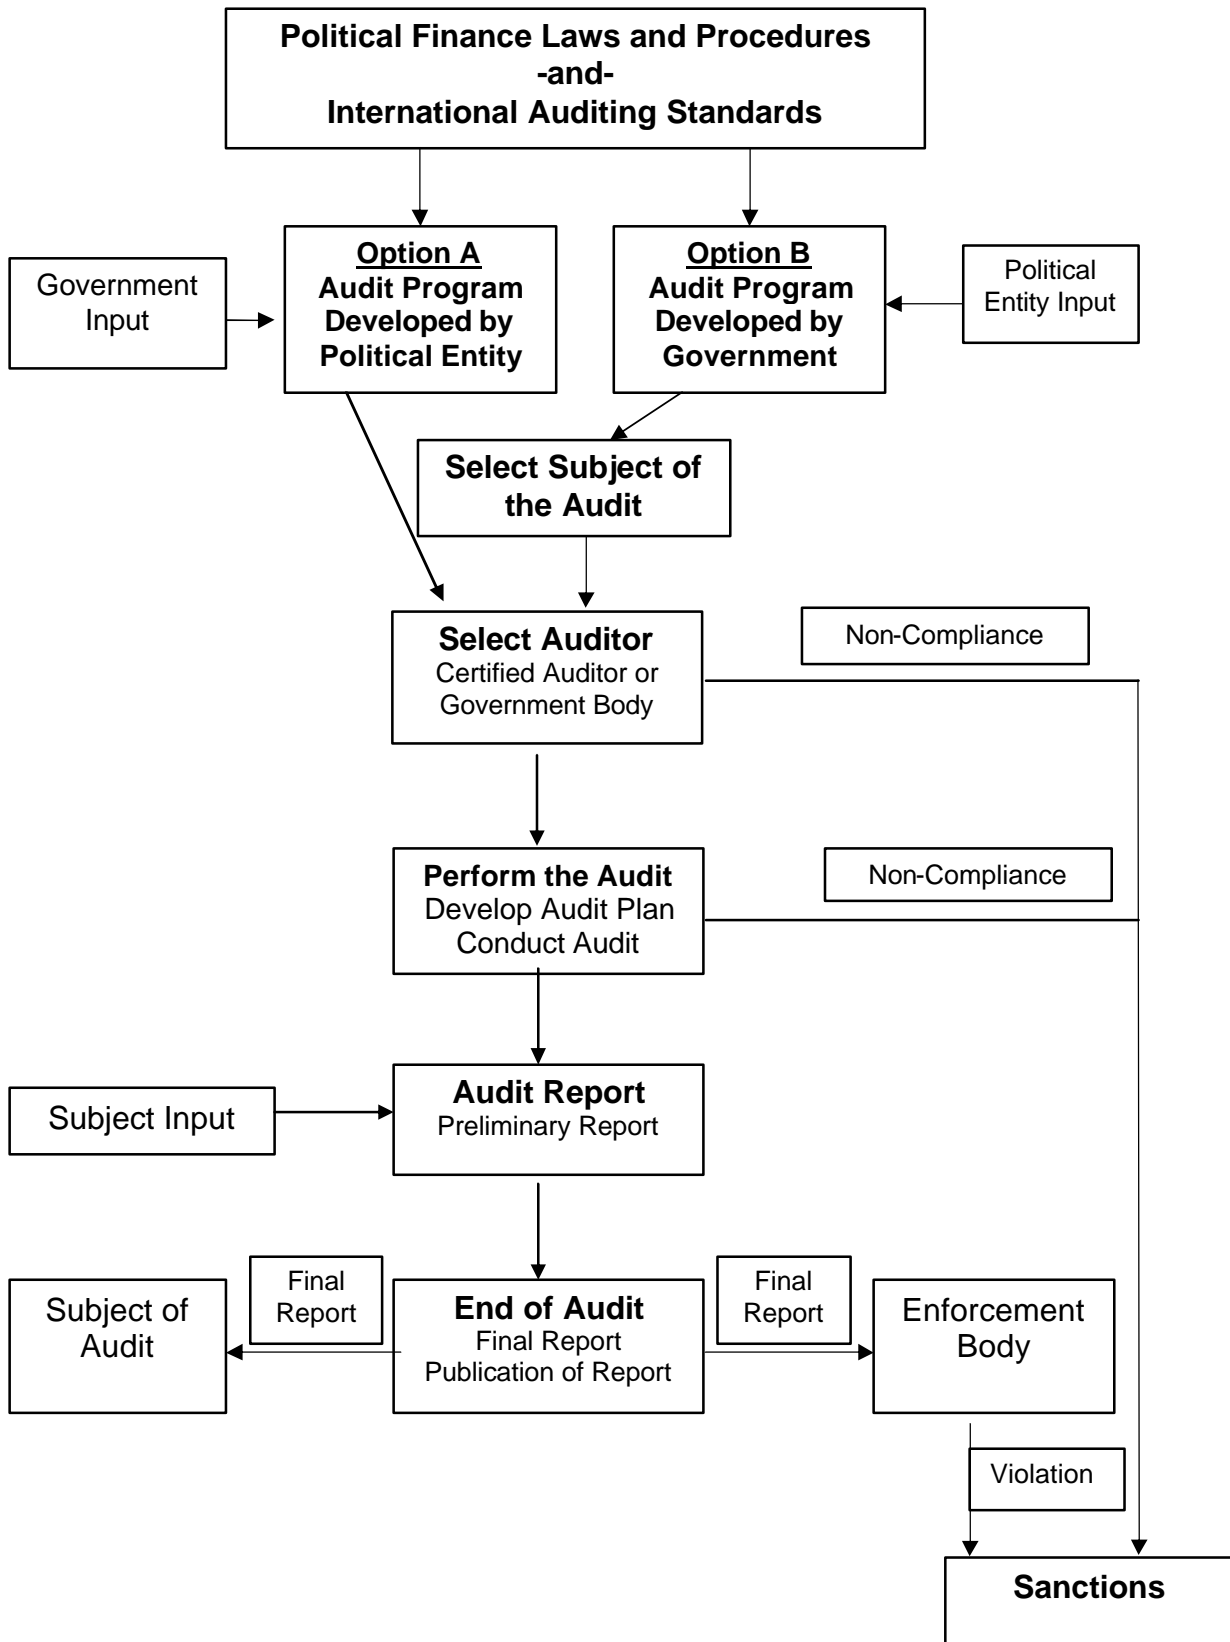 Political Finance Laws and Procedures
-and-
International Auditing Standards
Government
Input
Option A
Audit Program
Developed by
Political Entity
Option B
Audit Program
Developed by
Government
Political
Entity Input
Select Subject of
the Audit
Select Auditor
Certified Auditor or
Government Body
Non-Compliance
Perform the Audit
Develop Audit Plan
Conduct Audit
Non-Compliance
Subject Input
Audit Report
Preliminary Report
Subject of
Audit
Final
Report
End of Audit
Final Report
Publication of Report
Final
Report
Enforcement
Body
Violation
Sanctions